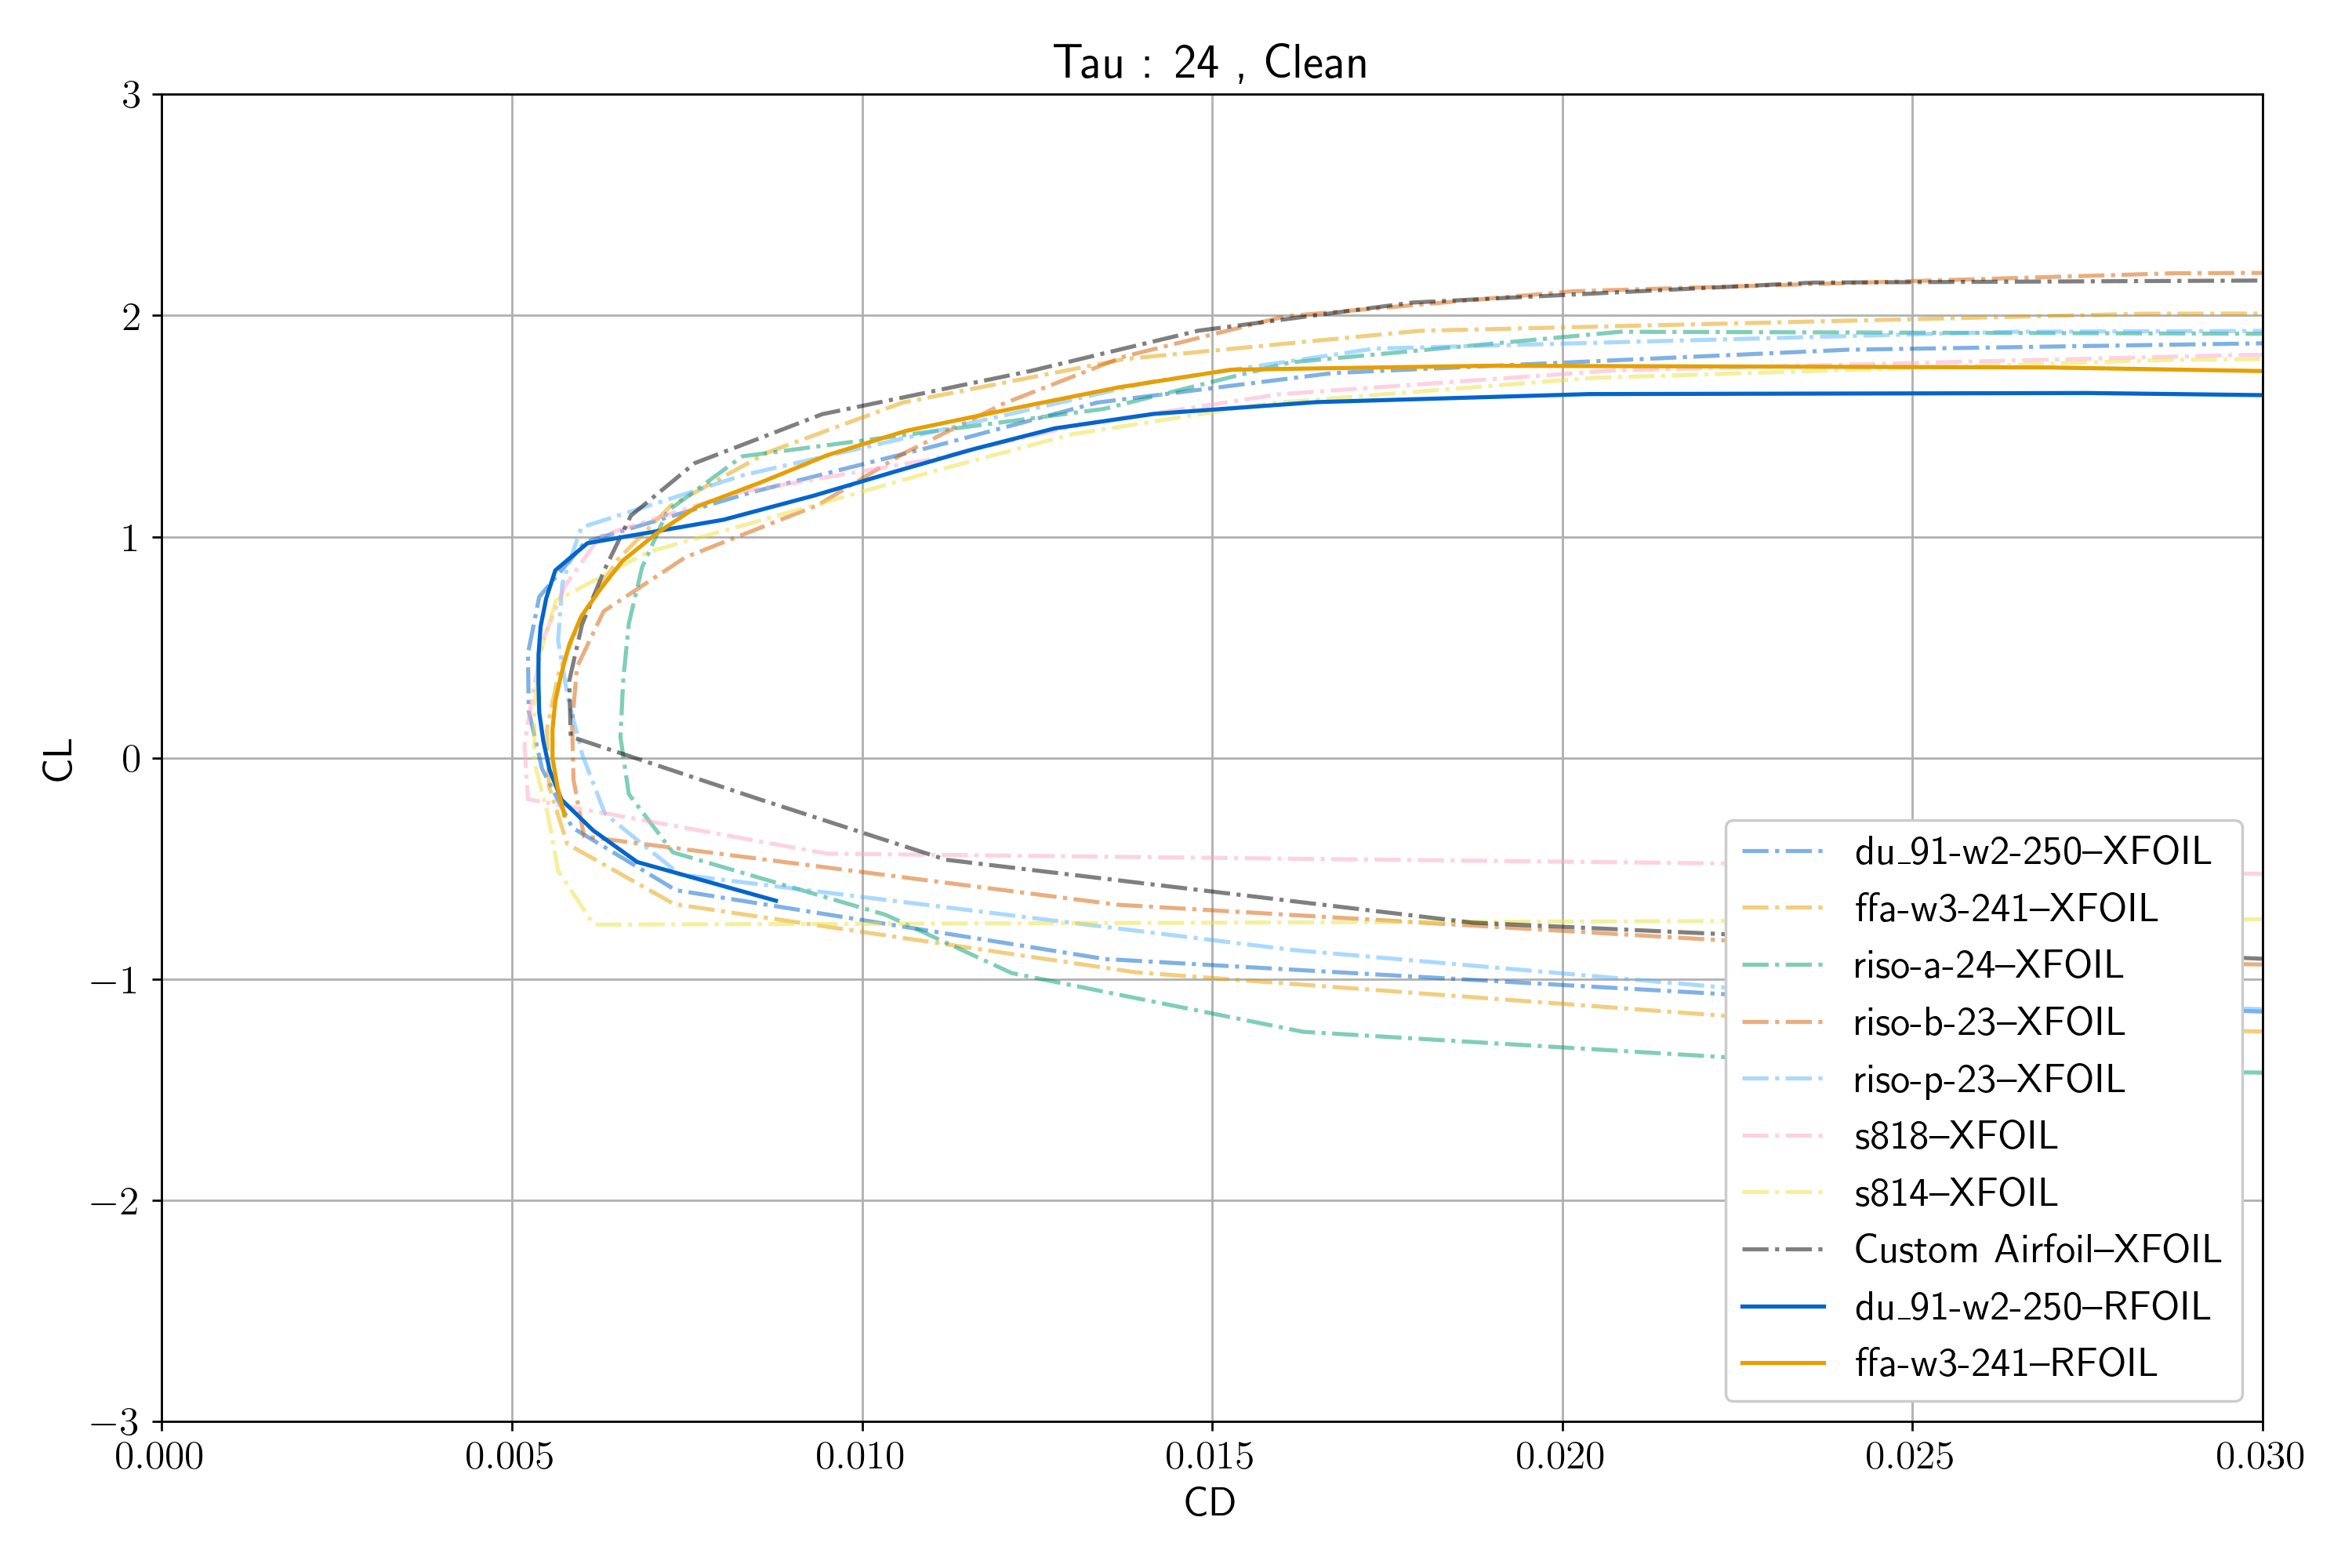 Tau : 24 , Clean
3
2
1
0
−1
−2
−3
CL
0.000 0.005 0.010 0.015 0.020 0.025 0.030
CD
du_91-w2-250–XFOIL
ffa-w3-241–XFOIL
riso-a-24–XFOIL
riso-b-23–XFOIL
riso-p-23–XFOIL
s818–XFOIL
s814–XFOIL
Custom Airfoil–XFOIL
du_91-w2-250–RFOIL
ffa-w3-241–RFOIL